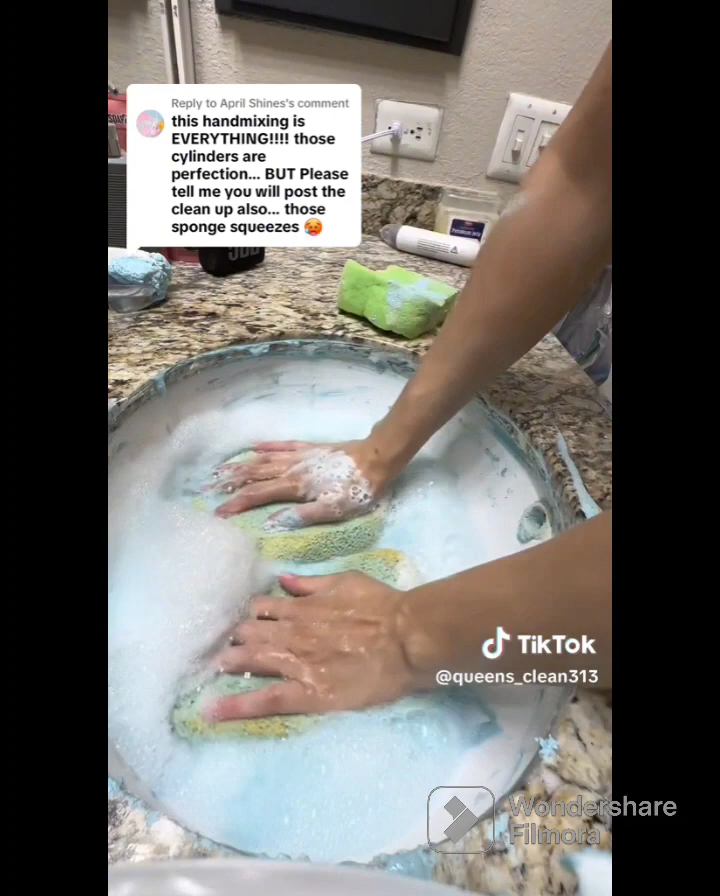 Reply to April Shines's comment
this handmixing is
EVERYTHING!!!! those
cylinders are
perfection... BUT Please
tell me you will post the
clean up also... those
sponge squeezes 🥵
TikTok
@queens_clean313
Wondershare
Filmora